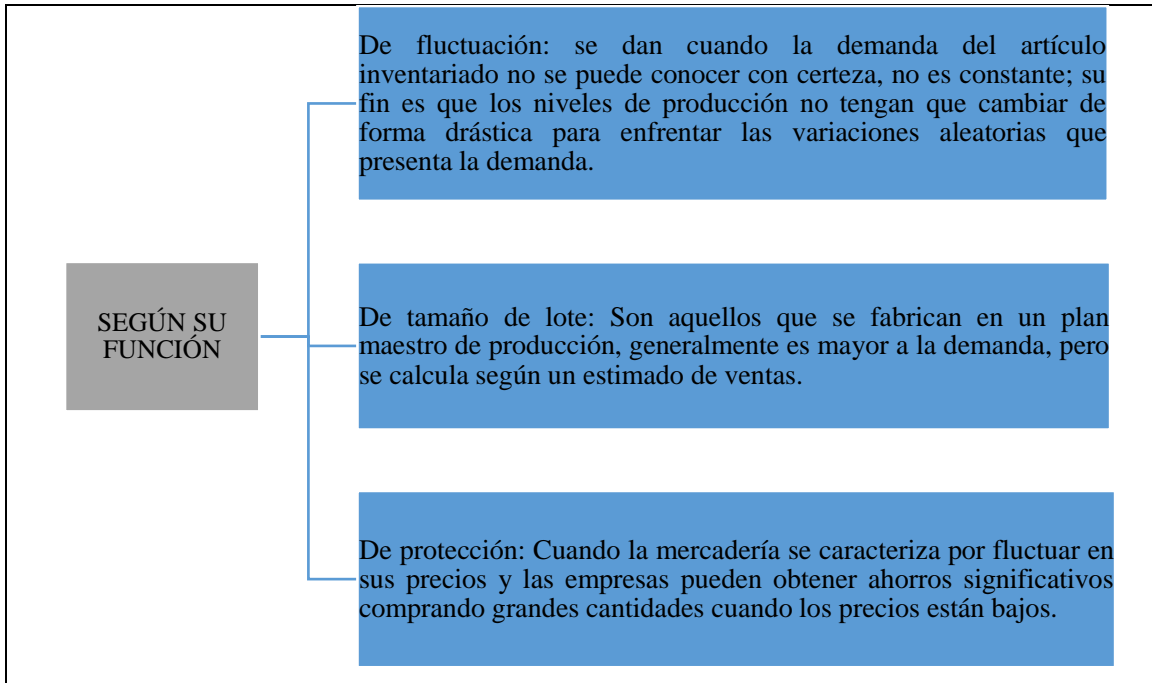 De fluctuación: se dan cuando la demanda del artículo
inventariado no se puede conocer con certeza, no es constante; su
fin es que los niveles de producción no tengan que cambiar de
forma drástica para enfrentar las variaciones aleatorias que
presenta la demanda.
SEGÚN SU
FUNCIÓN
De tamaño de lote: Son aquellos que se fabrican en un plan
maestro de producción, generalmente es mayor a la demanda, pero
se calcula según un estimado de ventas.
De protección: Cuando la mercadería se caracteriza por fluctuar en
sus precios y las empresas pueden obtener ahorros significativos
comprando grandes cantidades cuando los precios están bajos.